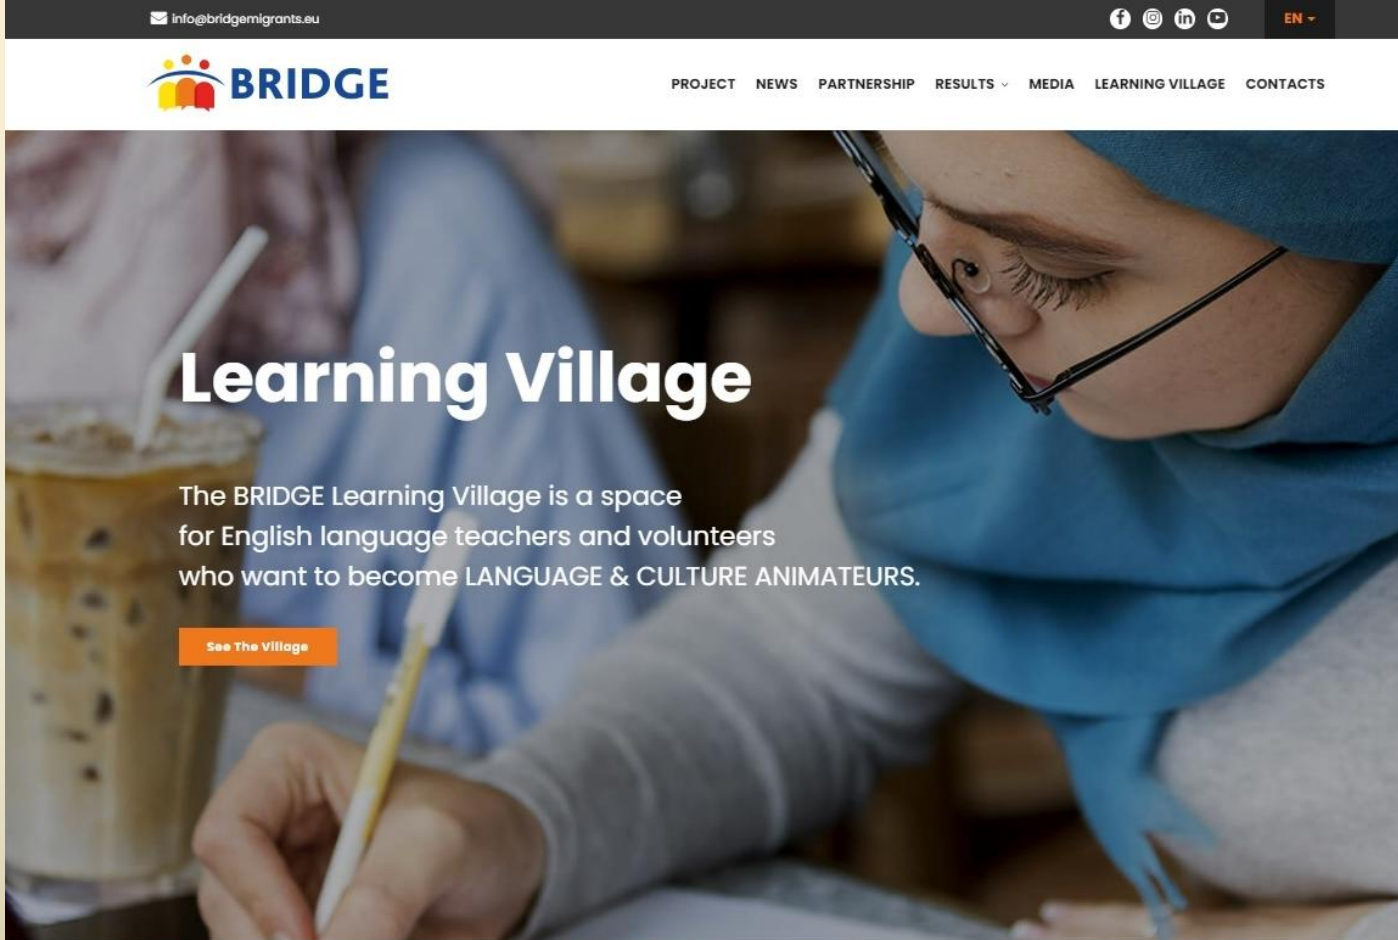 info@bridgemigrants.eu
EN
BRIDGE
PROJECT NEWS PARTNERSHIP RESULTS MEDIA LEARNING VILLAGE CONTACTS
Learning Village
The BRIDGE Learning Village is a space
for English language teachers and volunteers
who want to become LANGUAGE & CULTURE ANIMATEURS.
See The Village